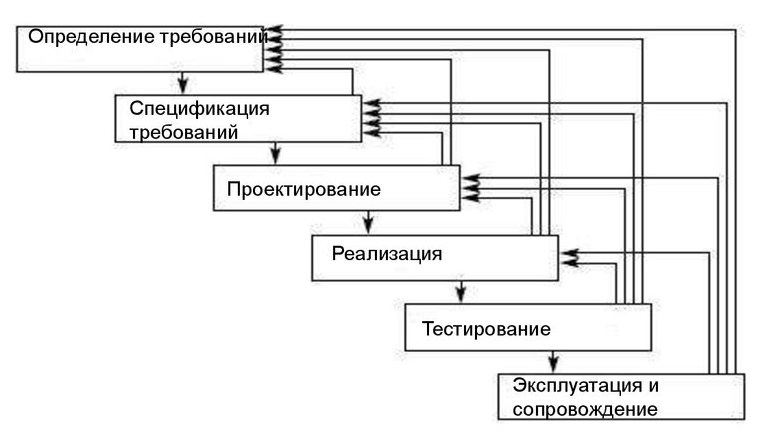 Определение требований
Спецификация
требований
Проектирование
Реализация
Тестирование
Эксплуатация и
сопровождение